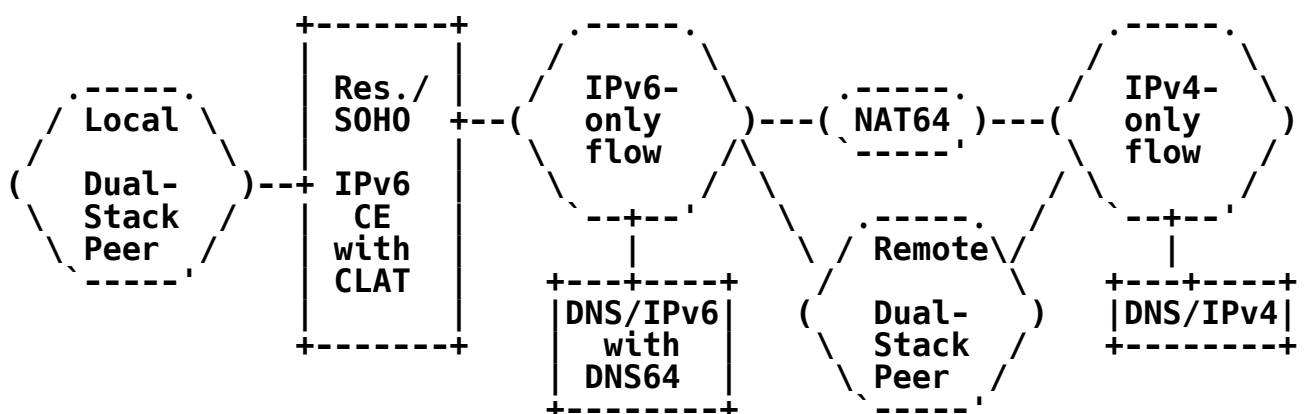 Local
Dual-
Stack
Peer
Res./
SOHO
IPv6
CE
with
CLAT
IPv6-
only
flow
DNS/IPv6
with
DNS64
NAT64
Remote
Dual-
Stack
Peer
IPv4-
only
flow
DNS/IPv4